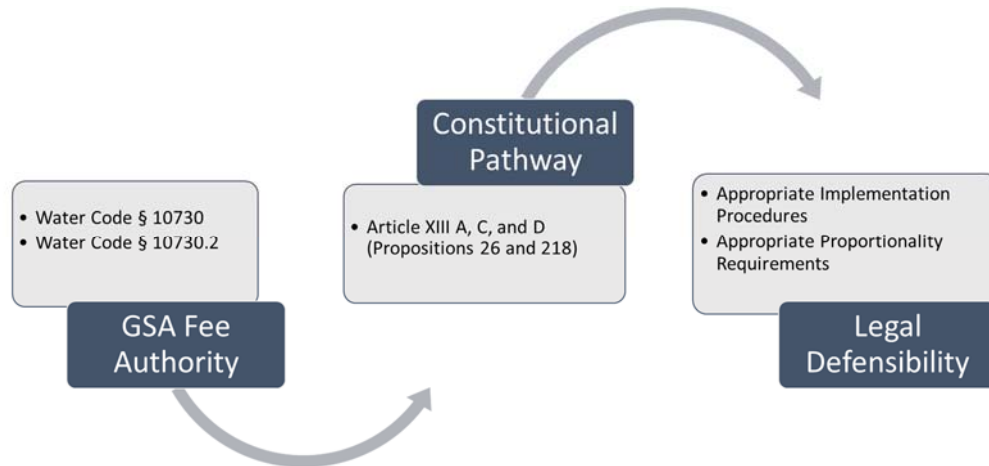 • Water Code § 10730
• Water Code § 10730.2
GSA Fee
Authority
Constitutional
Pathway
• Article XIII A, C, and D
(Propositions 26 and 218)
• Appropriate Implementation
Procedures
• Appropriate Proportionality
Requirements
Legal
Defensibility